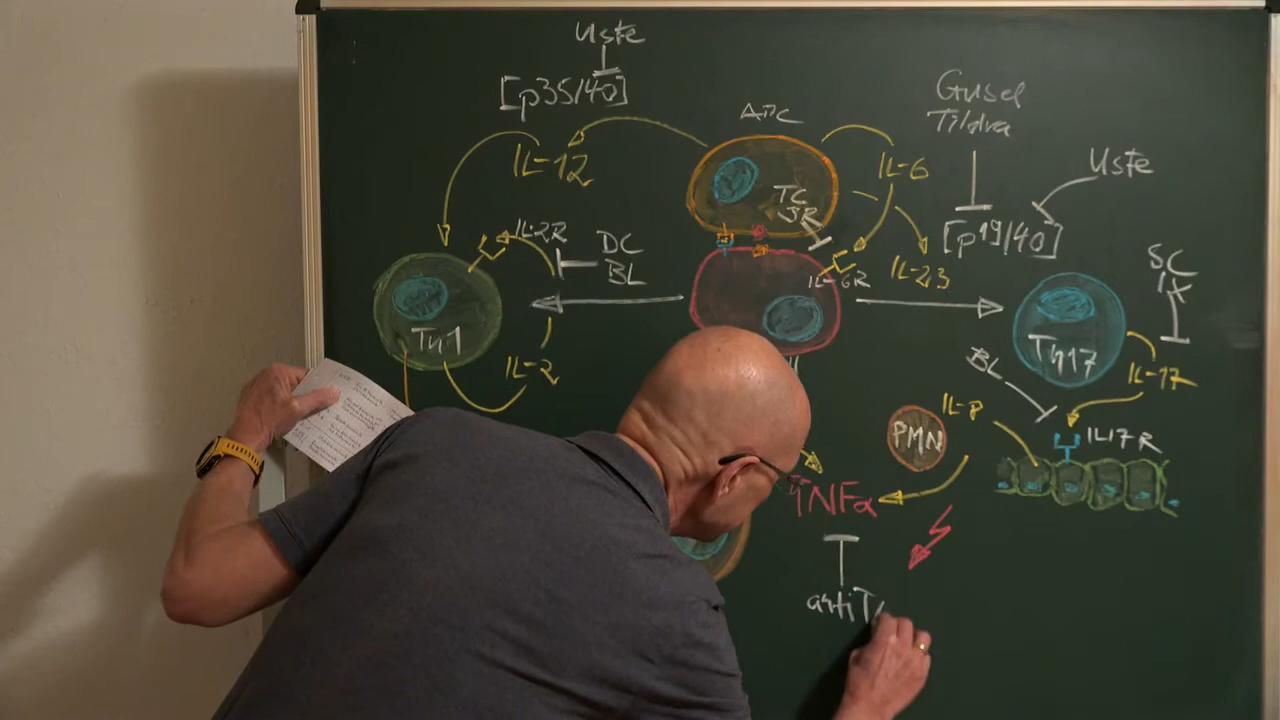 Uste
[p35/40]
APC
Gusel
Tildra
IL-12
IL-6
Uste
TC
JR
[p19/40]
IL-2R
DC
BL
IL-6R
IL-23
SC
IX
TH1
TH17
BL
IL-2
IL-17
IL-8
PMN
IL17R
TNFα
antiT